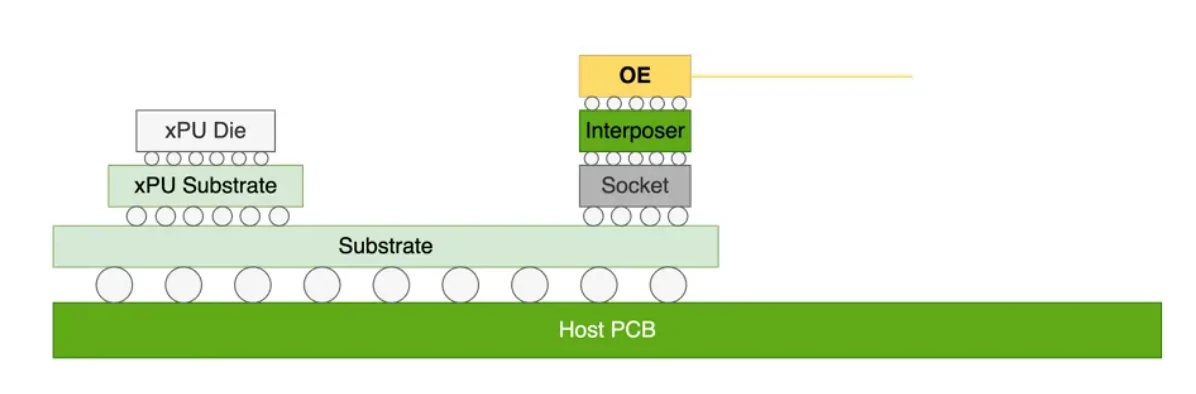 OE
xPU Die
Interposer
xPU Substrate
Socket
Substrate
Host PCB